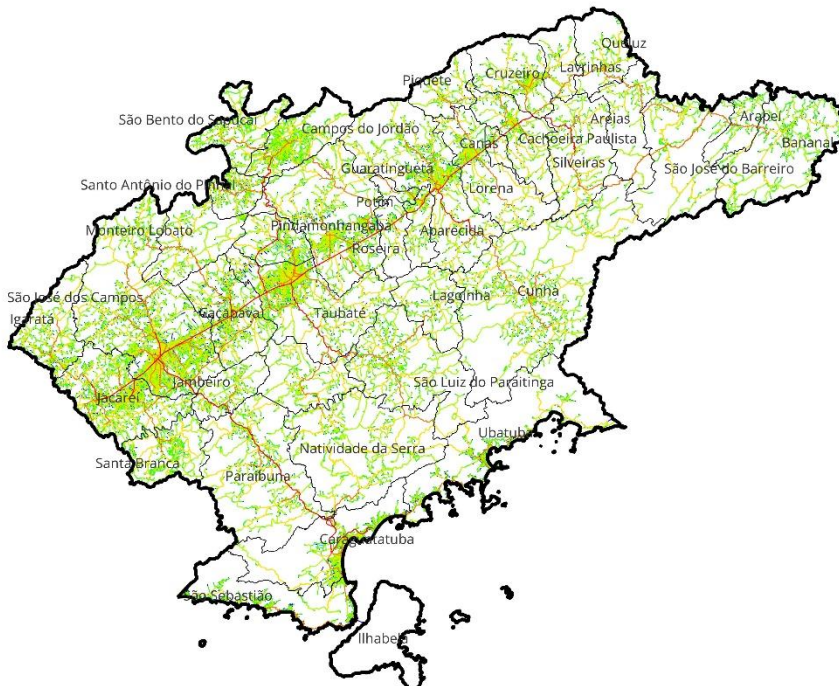 Queluz
Lavrinhas
Cruzeiro
Piquete
São Bento do Sapucaí
Campos do Jordão
Canas
Cachoeira Paulista
Areias
Arapeí
Bananal
Silveiras
São José do Barreiro
Guaratinguetá
Santo Antônio do Pinhal
Lorena
Potim
Monteiro Lobato
Pindamonhangaba
Aparecida
Roseira
São José dos Campos
Igaratá
Caçapava
Taubaté
Lagoinha
Cunha
Jacareí
Jambeiro
São Luiz do Paraitinga
Ubatuba
Santa Branca
Natividade da Serra
Paraibuna
Caraguatatuba
São Sebastião
Ilhabela